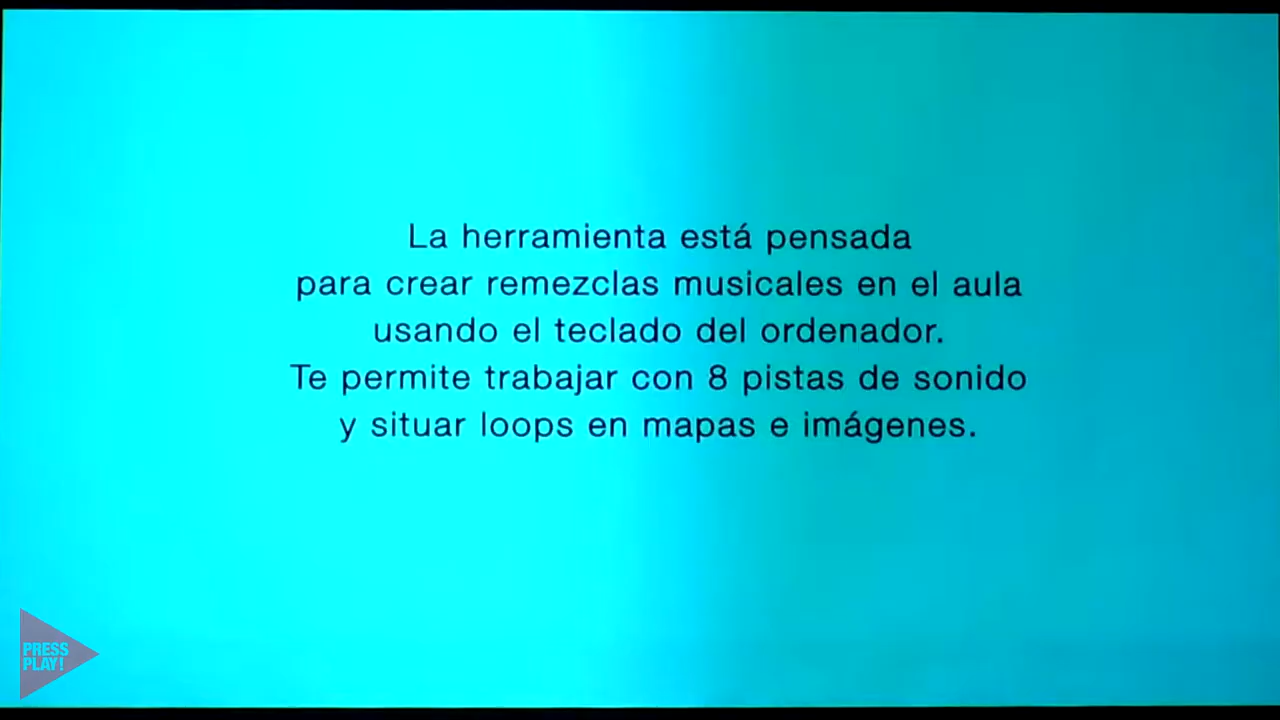 La herramienta está pensada
para crear remezclas musicales en el aula
usando el teclado del ordenador.
Te permite trabajar con 8 pistas de sonido
y situar loops en mapas e imágenes.
PRESS
PLAY!